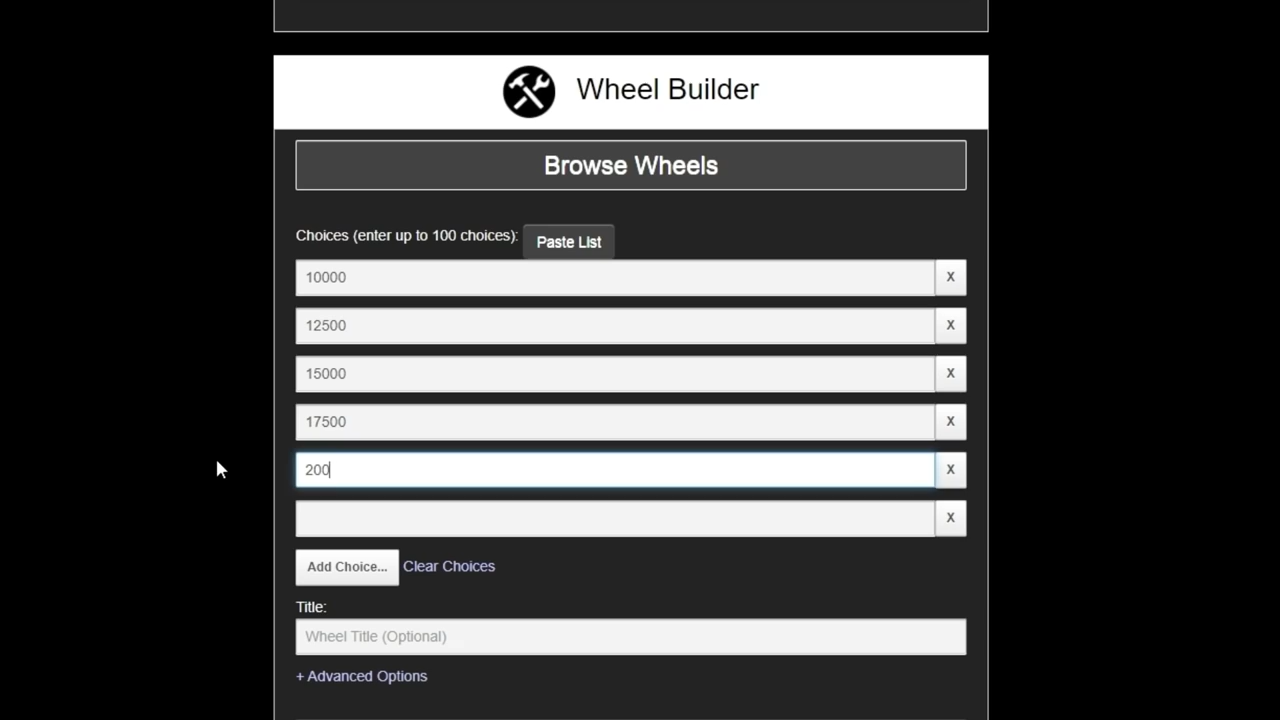 Wheel Builder
Browse Wheels
Choices (enter up to 100 choices): Paste List
10000 X
12500 X
15000 X
17500 X
200 X
X
Add Choice... Clear Choices
Title:
Wheel Title (Optional)
+ Advanced Options